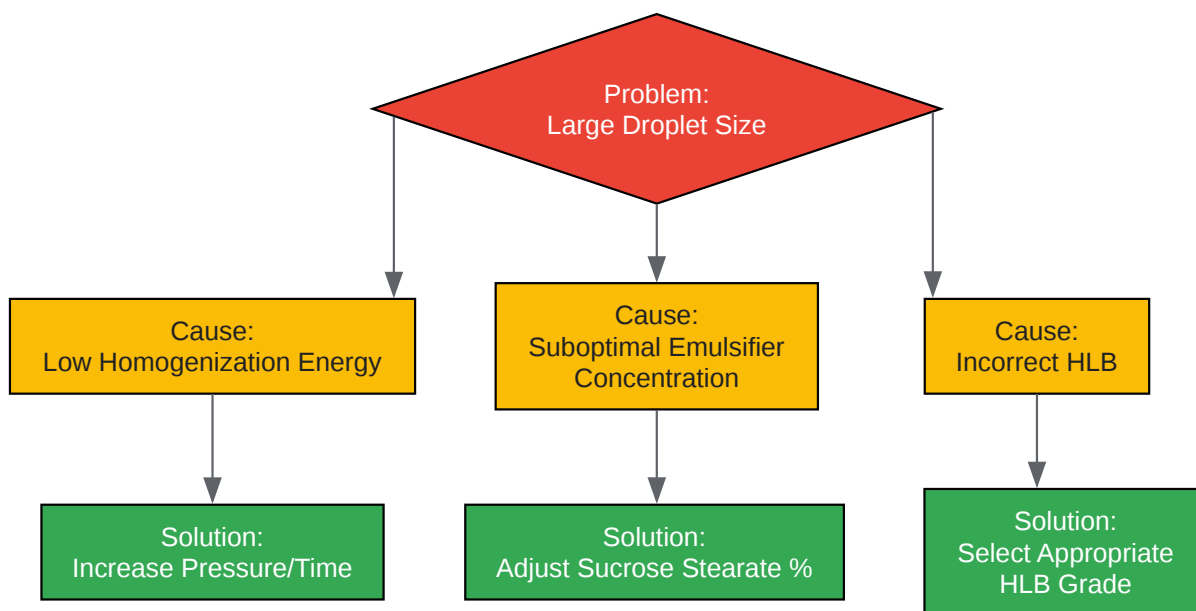 Problem:
Large Droplet Size
Cause:
Low Homogenization Energy
Cause:
Suboptimal Emulsifier
Concentration
Cause:
Incorrect HLB
Solution:
Increase Pressure/Time
Solution:
Adjust Sucrose Stearate %
Solution:
Select Appropriate
HLB Grade